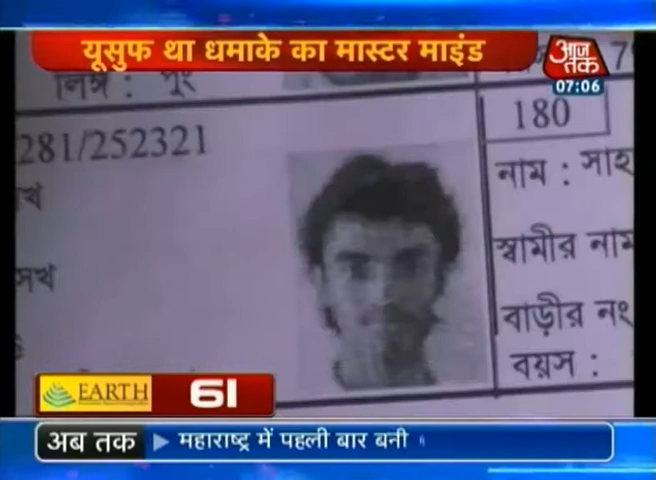 यूसुफ था धमाके का मास्टर माइंड
आज तक
07:06
लिঙ্গ : পুং
281/252321
180
নাম :
স্বামীর নাম
বাড়ীর নং
বয়স :
EARTH
61
अब तक
महाराष्ट्र में पहली बार बनी